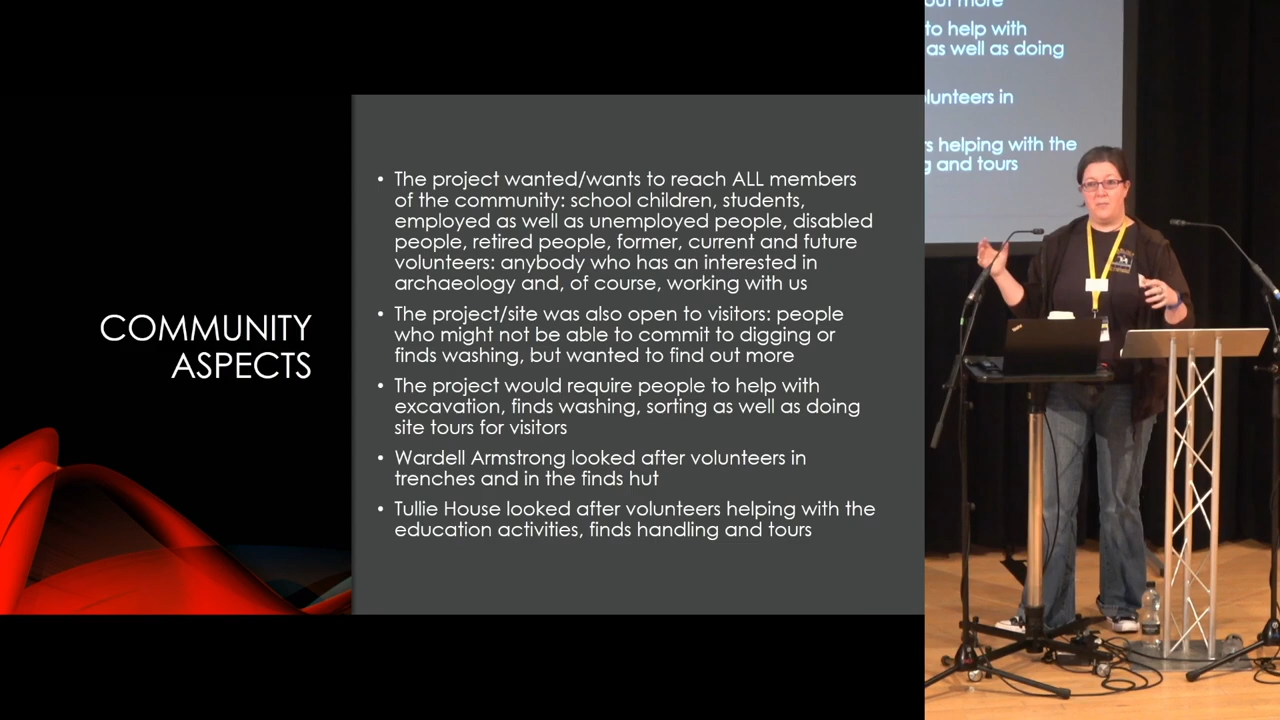 COMMUNITY
ASPECTS
• The project wanted/wants to reach ALL members
of the community: school children, students,
employed as well as unemployed people, disabled
people, retired people, former, current and future
volunteers: anybody who has an interested in
archaeology and, of course, working with us
• The project/site was also open to visitors: people
who might not be able to commit to digging or
finds washing, but wanted to find out more
• The project would require people to help with
excavation, finds washing, sorting as well as doing
site tours for visitors
• Wardell Armstrong looked after volunteers in
trenches and in the finds hut
• Tullie House looked after volunteers helping with the
education activities, finds handling and tours
out more
to help with
as well as doing
in
helping with the
and tours